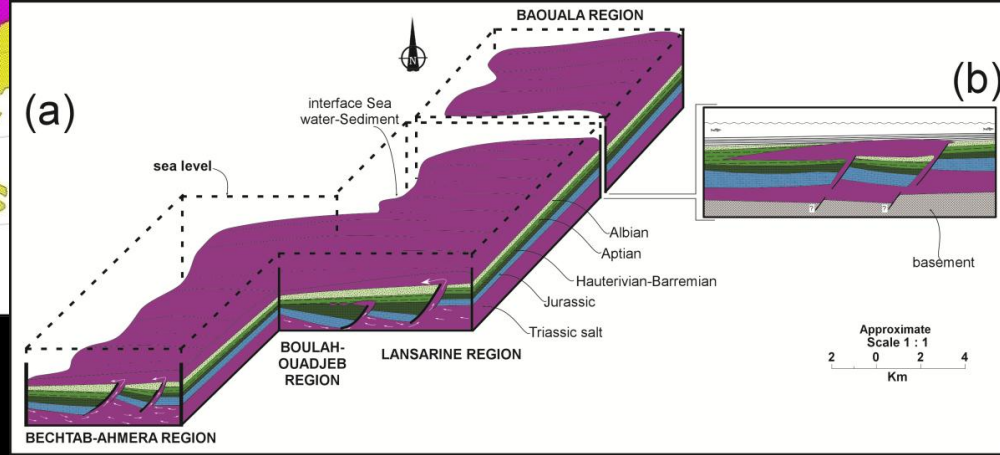 BAOUALA REGION
(a)
(b)
N
interface Sea
water-Sediment
sea level
Albian
Aptian
Hauterivian-Barremian
Jurassic
Triassic salt
basement
?
?
BOULAH-
OUADJEB
REGION
LANSARINE REGION
BECHTAB-AHMERA REGION
Approximate
Scale 1 : 1
2 0 2 4
Km